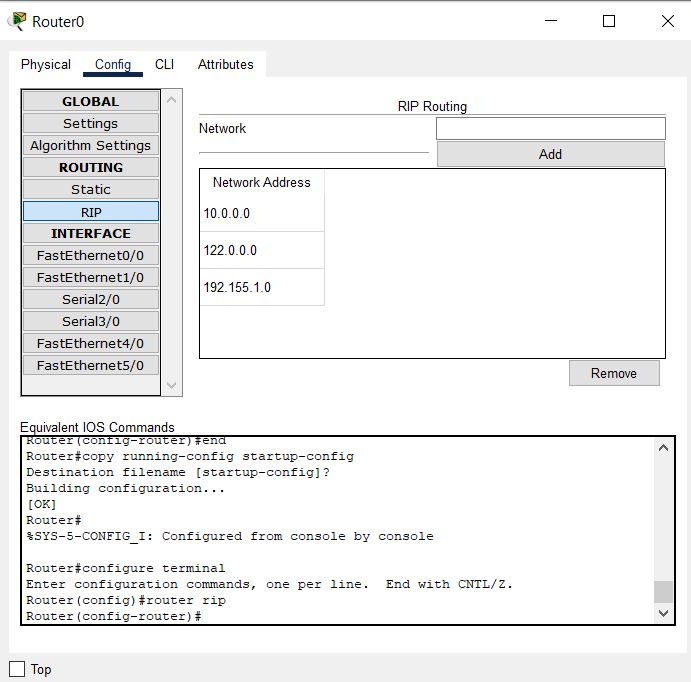 Router0
Physical Config CLI Attributes
GLOBAL
Settings
Algorithm Settings
ROUTING
Static
RIP
INTERFACE
FastEthernet0/0
FastEthernet1/0
Serial2/0
Serial3/0
FastEthernet4/0
FastEthernet5/0
RIP Routing
Network
Add
Network Address
10.0.0.0
122.0.0.0
192.155.1.0
Remove
Equivalent IOS Commands
Router(config-router)#end
Router#copy running-config startup-config
Destination filename [startup-config]?
Building configuration...
[OK]
Router#
%SYS-5-CONFIG_I: Configured from console by console
Router#configure terminal
Enter configuration commands, one per line.  End with CNTL/Z.
Router(config)#router rip
Router(config-router)#
Top